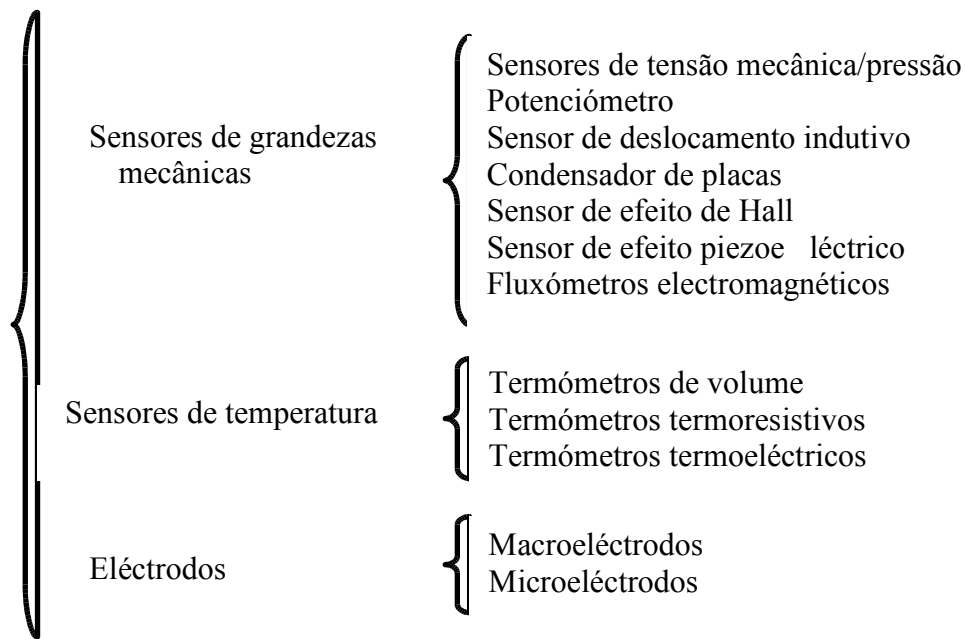 Sensores de grandezas
mecânicas
Sensores de tensão mecânica/pressão
Potenciómetro
Sensor de deslocamento indutivo
Condensador de placas
Sensor de efeito de Hall
Sensor de efeito piezoe léctrico
Fluxómetros electromagnéticos
Sensores de temperatura
Termómetros de volume
Termómetros termoresistivos
Termómetros termoeléctricos
Eléctrodos
Macroeléctrodos
Microeléctrodos